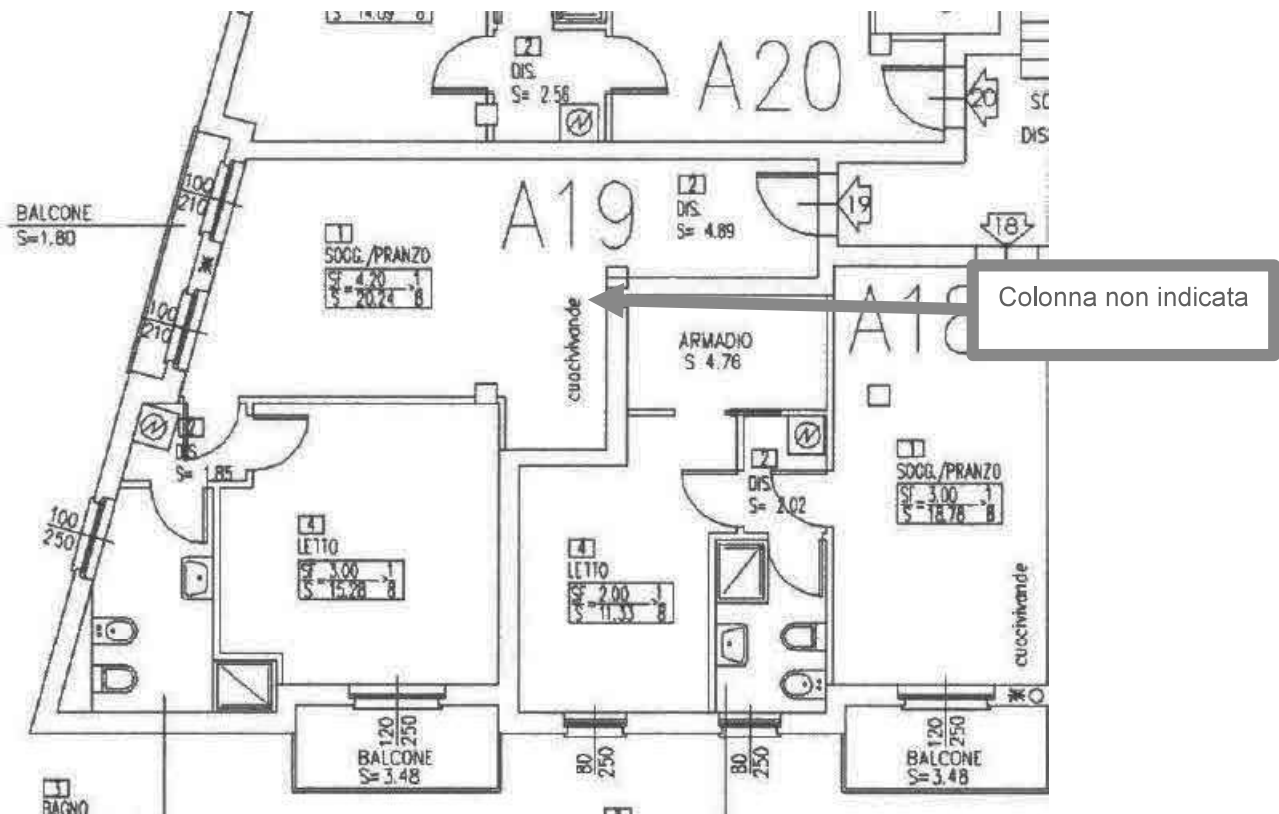 S 14.09 8
2
DIS.
S= 2.56
A20
20
DIS
BALCONE
S=1.80
100
210
100
210
1
SOGG./PRANZO
SF = 4.20 > 1
S 20.24 8
A19
2
DIS.
S= 4.89
19
18
Colonna non indicata
cuocivivande
ARMADIO
S 4.76
A18
2
DIS.
S= 1.85
100
250
4
LETTO
SF = 3.00 > 1
S 15.28 8
4
LETTO
SF = 2.00 > 1
S 11.33 8
2
DIS.
S= 2.02
1
SOGG./PRANZO
SF = 3.00 > 1
S 18.78 8
cuocivivande
120
250
BALCONE
S= 3.48
80
250
80
250
120
250
BALCONE
S= 3.48
3
BAGNO